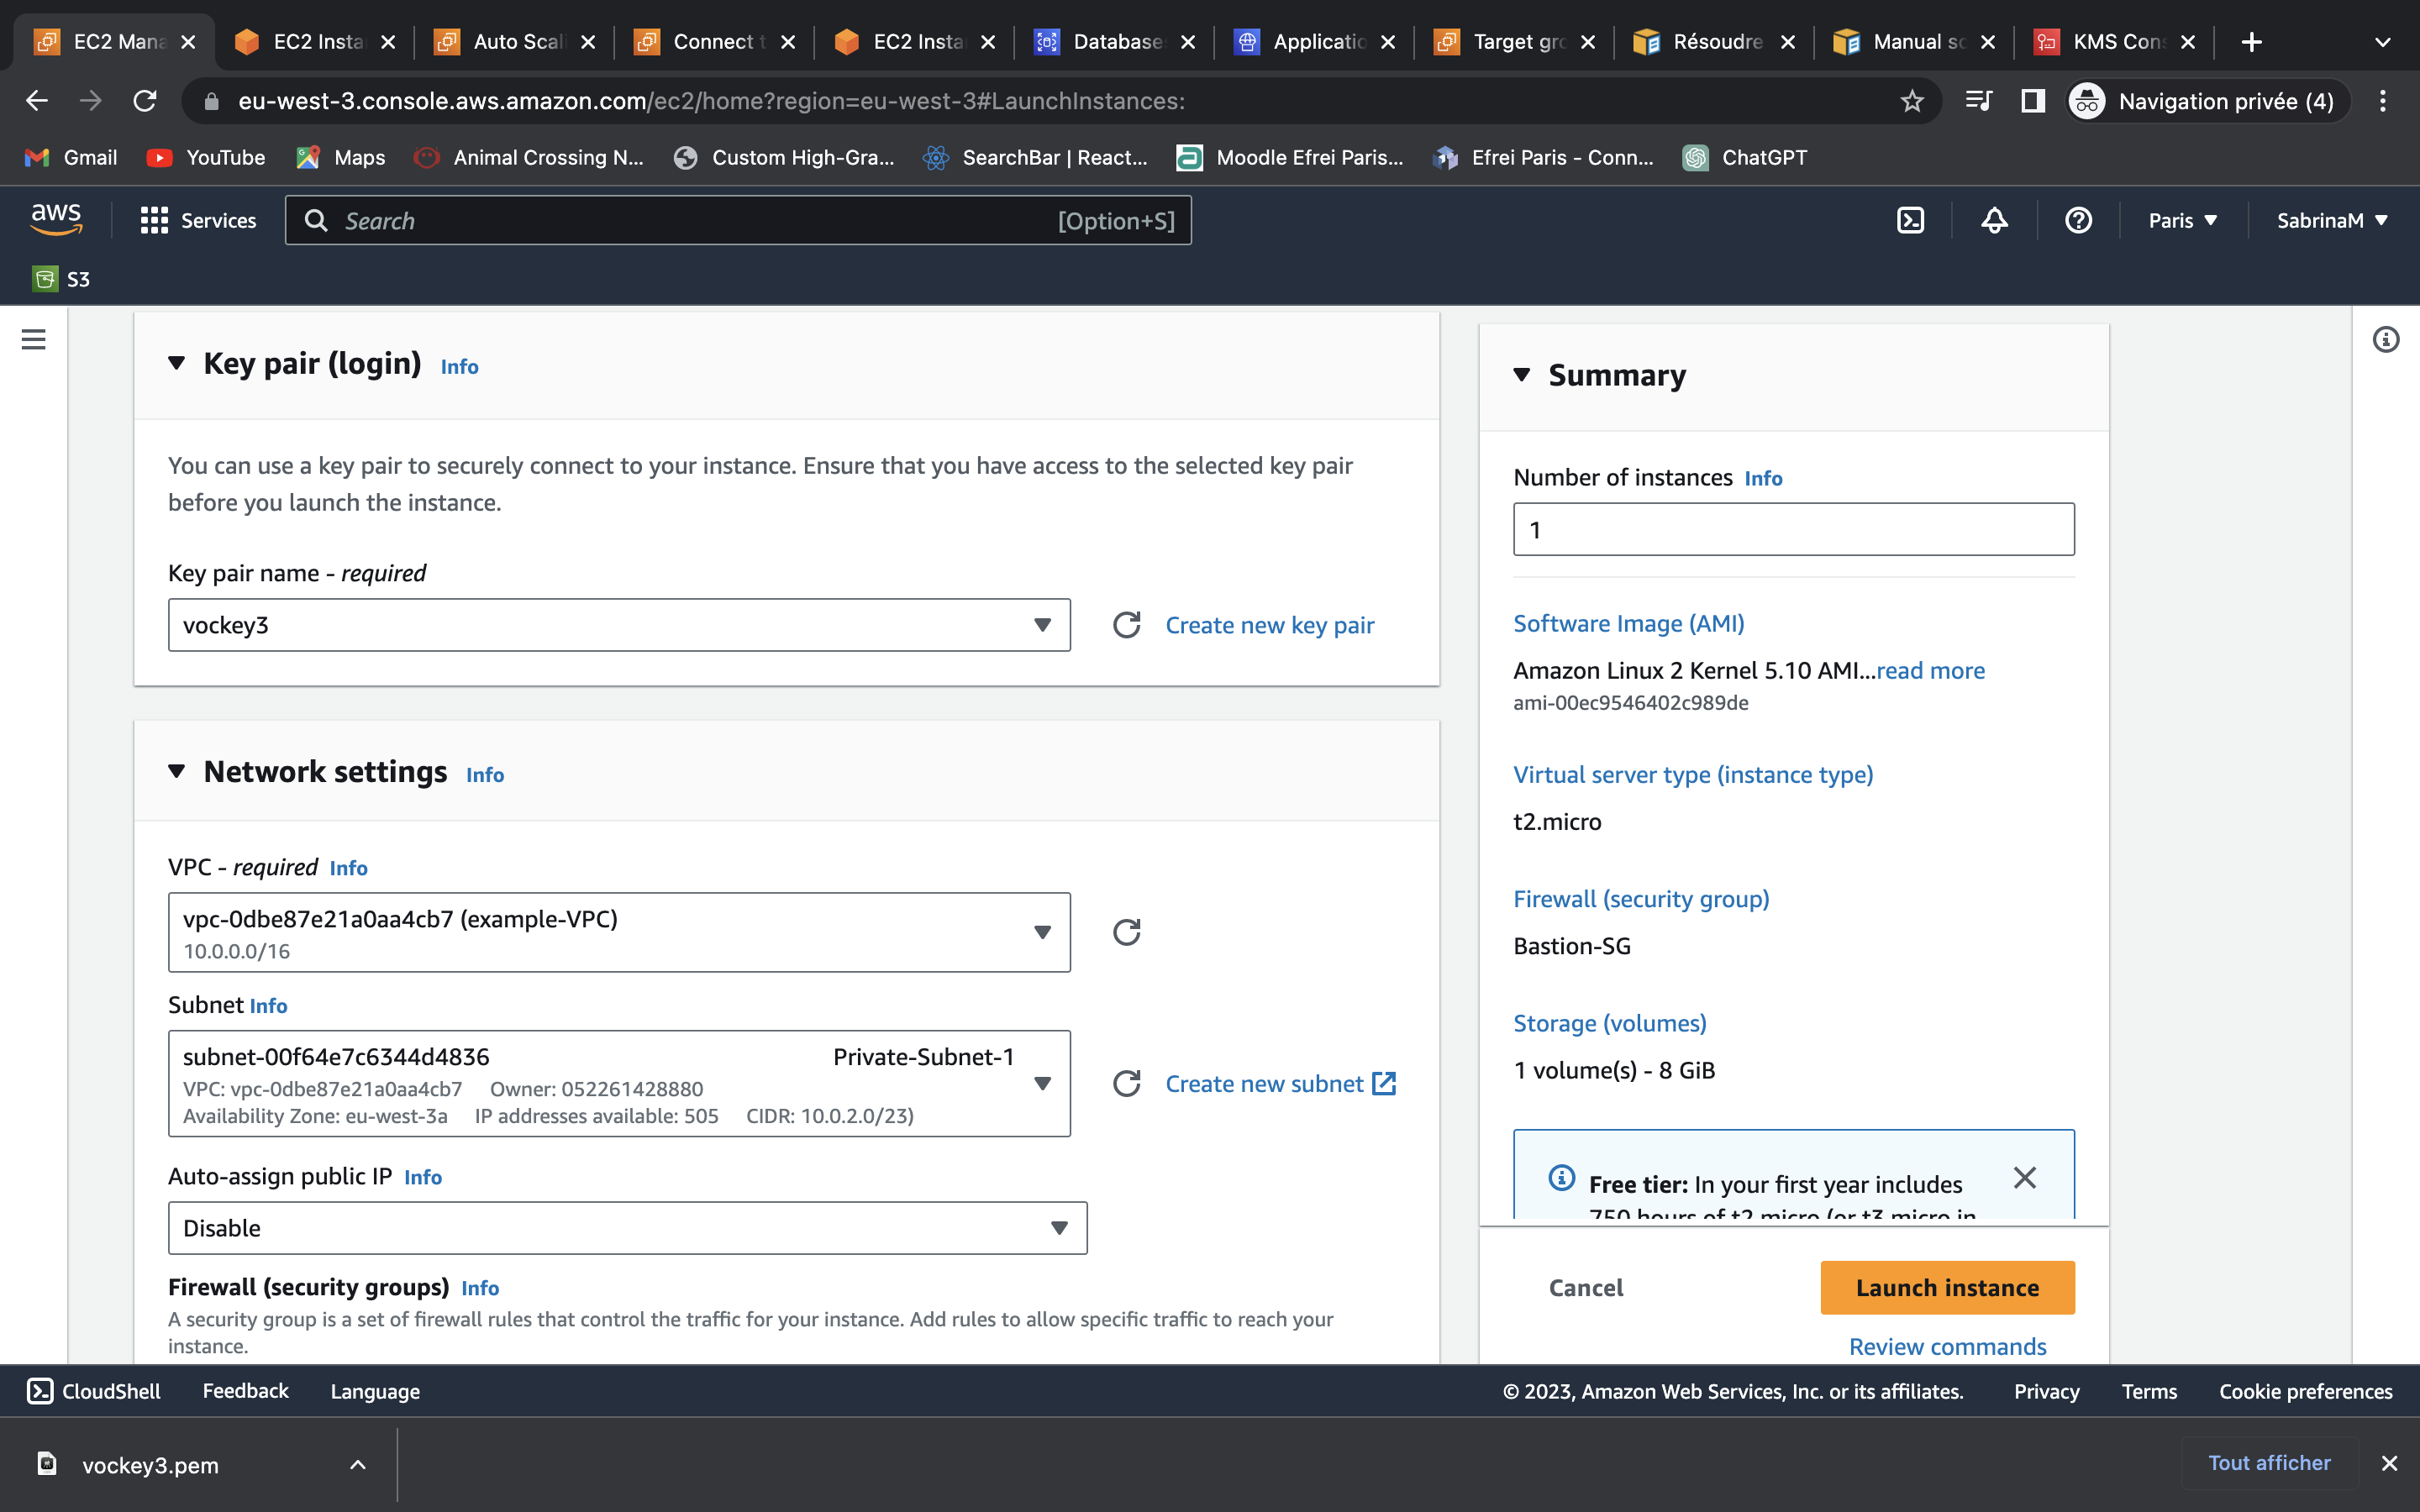 EC2 Mana
EC2 Insta
Auto Scal
Connect t
EC2 Insta
Database
Applicatio
Target gro
Résoudre
Manual sc
KMS Con
eu-west-3.console.aws.amazon.com/ec2/home?region=eu-west-3#LaunchInstances:
Navigation privée (4)
Gmail
YouTube
Maps
Animal Crossing N...
Custom High-Gra...
SearchBar | React...
Moodle Efrei Paris...
Efrei Paris - Conn...
ChatGPT
aws
Services
Search
[Option+S]
Paris
SabrinaM
S3
Key pair (login) Info
You can use a key pair to securely connect to your instance. Ensure that you have access to the selected key pair
before you launch the instance.
Key pair name - required
vockey3
Create new key pair
Network settings Info
VPC - required Info
vpc-0dbe87e21a0aa4cb7 (example-VPC)
10.0.0.0/16
Subnet Info
subnet-00f64e7c6344d4836 Private-Subnet-1
VPC: vpc-0dbe87e21a0aa4cb7 Owner: 052261428880
Availability Zone: eu-west-3a IP addresses available: 505 CIDR: 10.0.2.0/23)
Create new subnet
Auto-assign public IP Info
Disable
Firewall (security groups) Info
A security group is a set of firewall rules that control the traffic for your instance. Add rules to allow specific traffic to reach your
instance.
Summary
Number of instances Info
1
Software Image (AMI)
Amazon Linux 2 Kernel 5.10 AMI...read more
ami-00ec9546402c989de
Virtual server type (instance type)
t2.micro
Firewall (security group)
Bastion-SG
Storage (volumes)
1 volume(s) - 8 GiB
Free tier: In your first year includes
750 hours of t2.micro (or t3.micro in
Cancel
Launch instance
Review commands
CloudShell
Feedback
Language
© 2023, Amazon Web Services, Inc. or its affiliates.
Privacy
Terms
Cookie preferences
vockey3.pem
Tout afficher